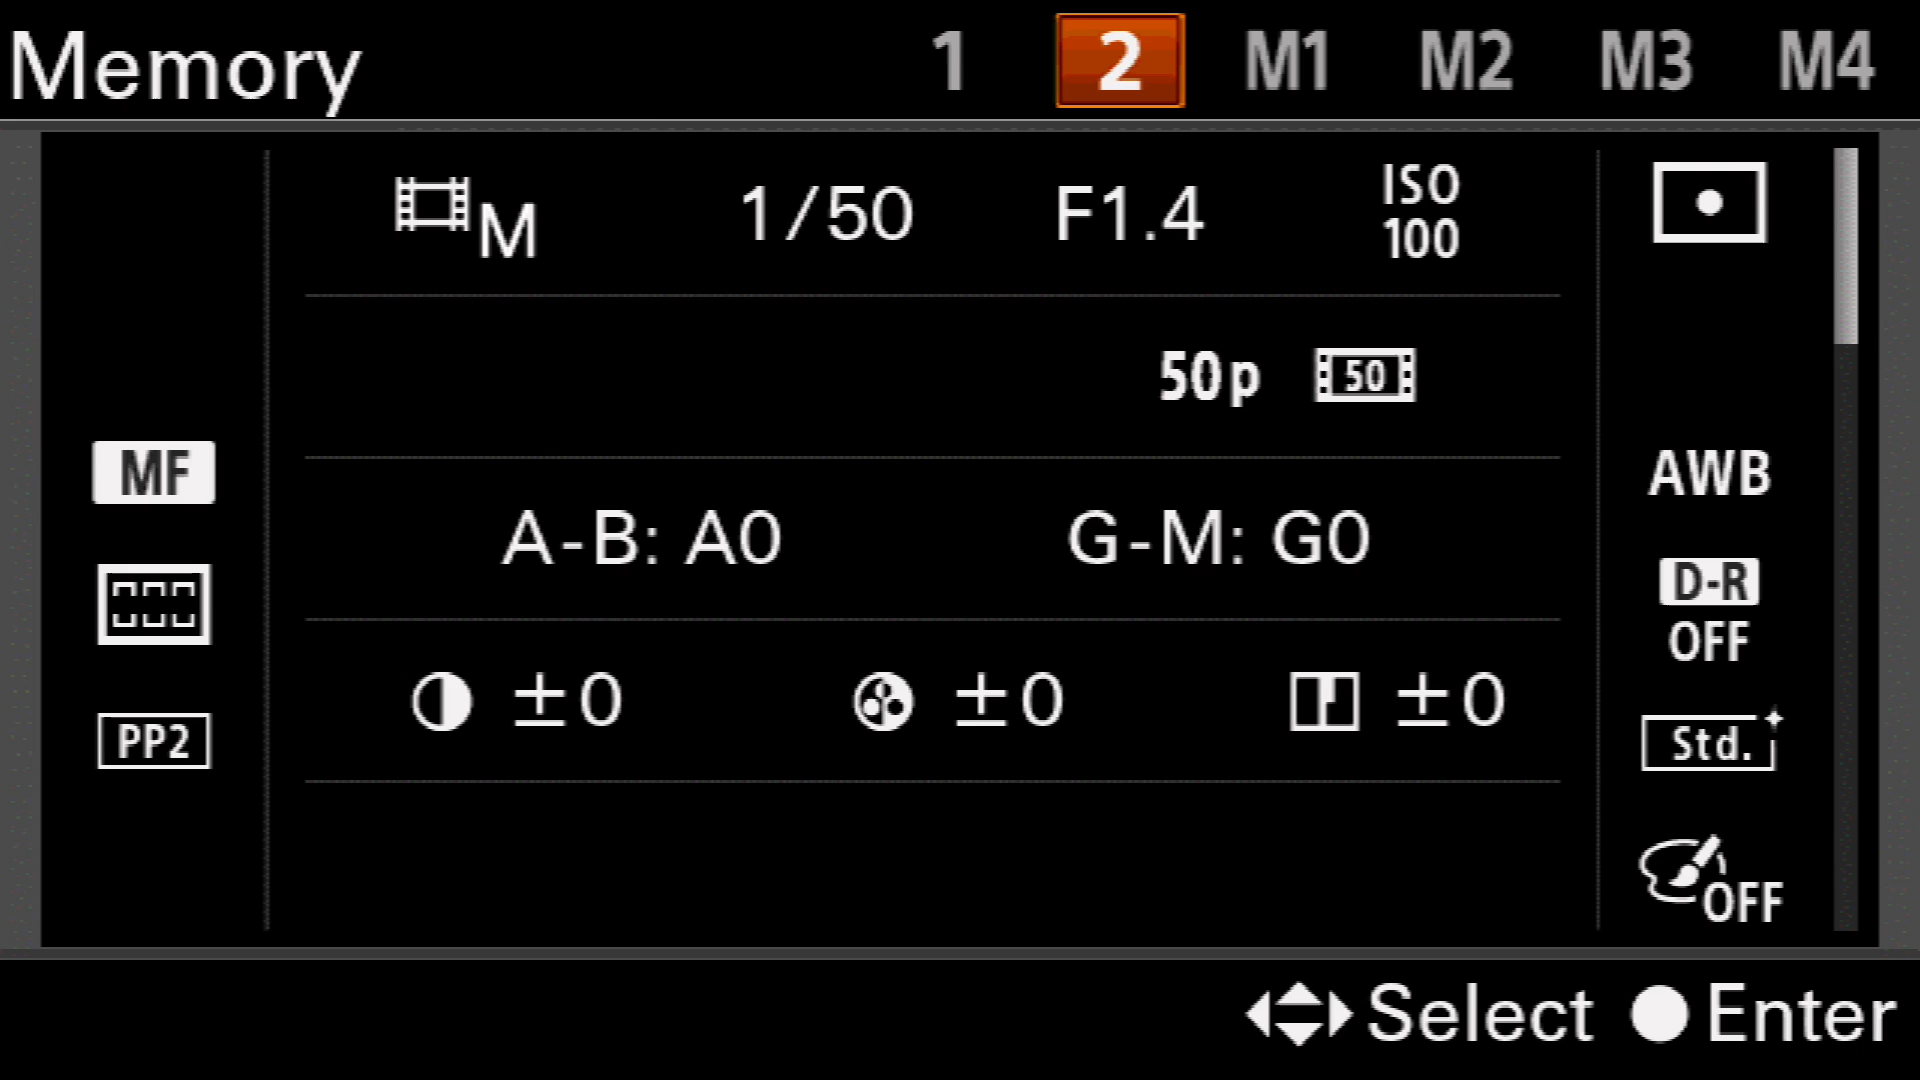 Memory 1 2 M1 M2 M3 M4
M 1/50 F1.4 ISO 100
50p 50
MF AWB
A-B: A0 G-M: G0
D-R OFF
±0 ±0 ±0
PP2 Std.
OFF
Select Enter